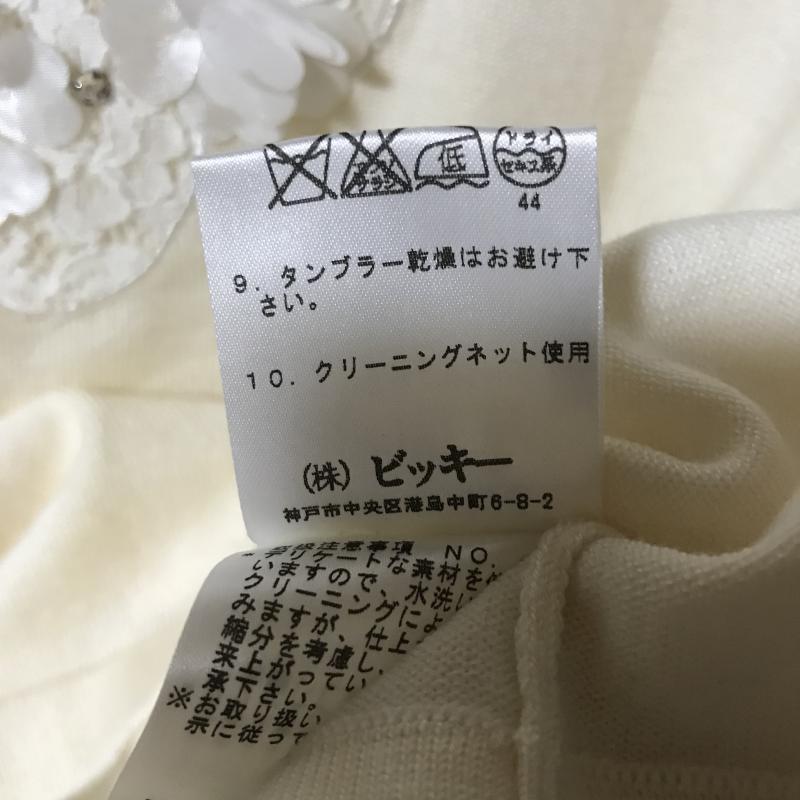 低
ドライ
セキユ系
44
9. タンブラー乾燥はお避け下
さい。
10. クリーニングネット使用
(株) ビッキー
神戸市中央区港島中町6-8-2
注意事項 NO.
デリケートな素材を
いますので、水洗い
クリーニングによ
みますが、仕上
縮分を考慮し、
来上がってい
承下さい。
※お取り扱い
示に従って